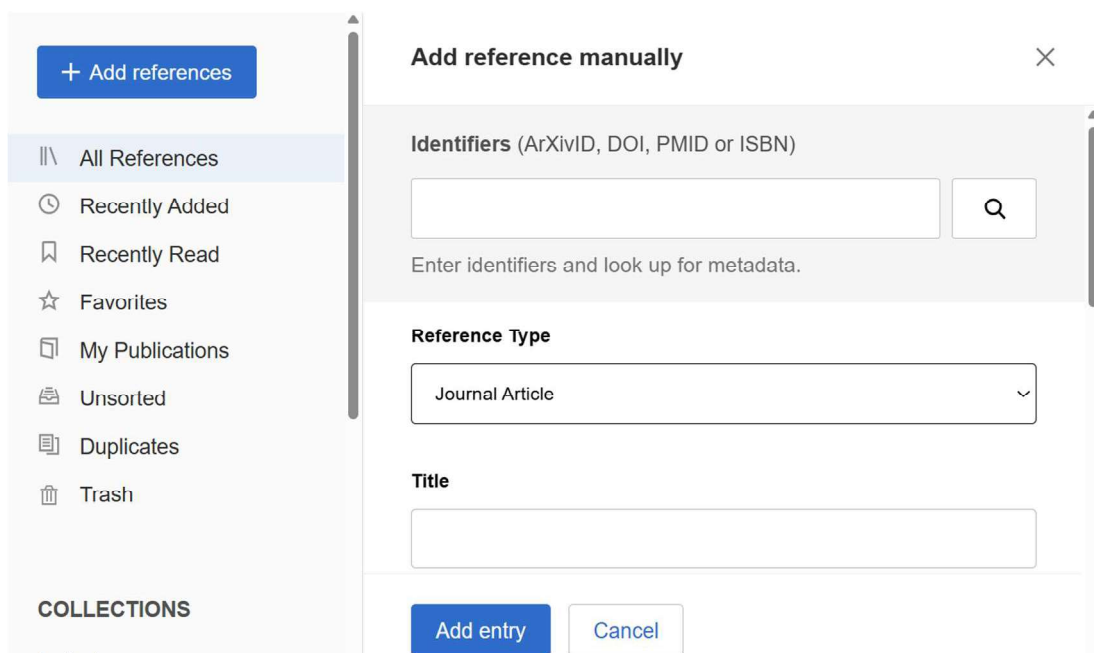 + Add references
All References
Recently Added
Recently Read
Favorites
My Publications
Unsorted
Duplicates
Trash
COLLECTIONS
Add reference manually
Identifiers (ArXivID, DOI, PMID or ISBN)
Enter identifiers and look up for metadata.
Reference Type
Journal Article
Title
Add entry
Cancel